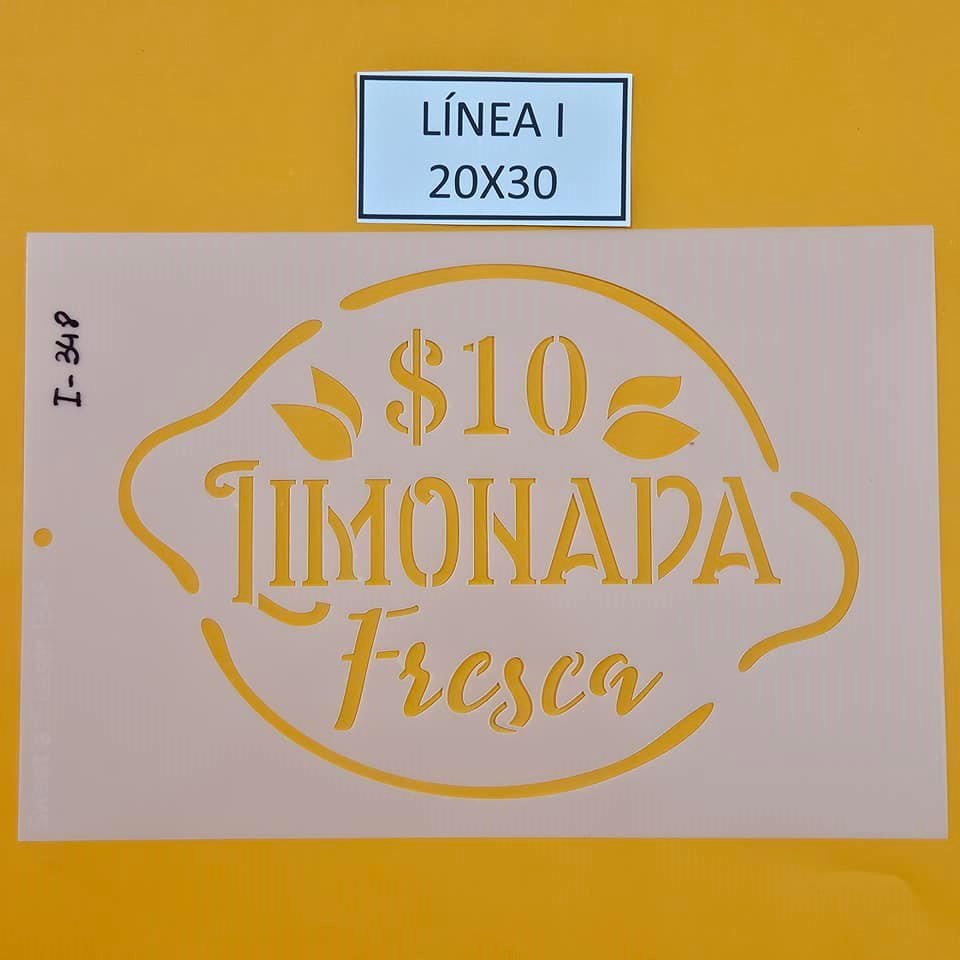 LÍNEA I
20X30
I-348
$10
LIMONADA
Fresca